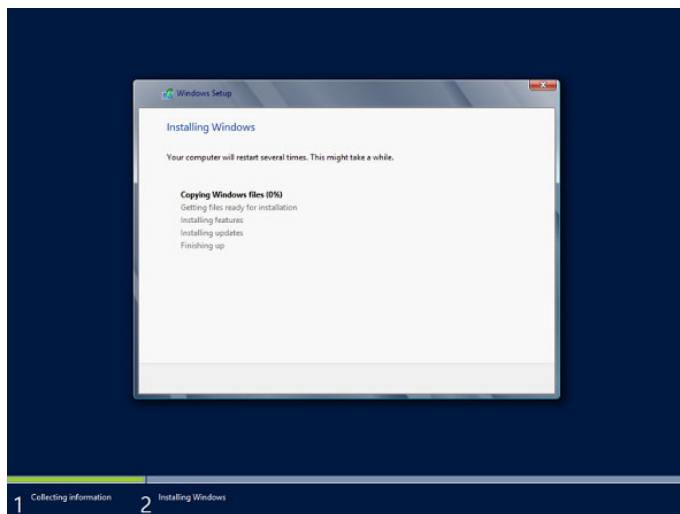 Windows Setup
Installing Windows
Your computer will restart several times. This might take a while.
Copying Windows files (0%)
Getting files ready for installation
Installing features
Installing updates
Finishing up
1 Collecting information
2 Installing Windows